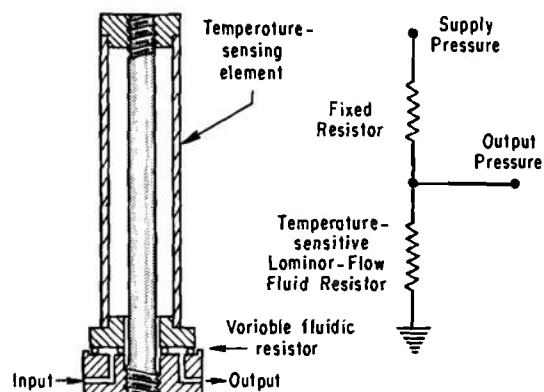 Temperature-
sensing
element
Variable fluidic
resistor
Input
Output
Supply
Pressure
Fixed
Resistor
Output
Pressure
Temperature-
sensitive
Laminar-Flow
Fluid Resistor